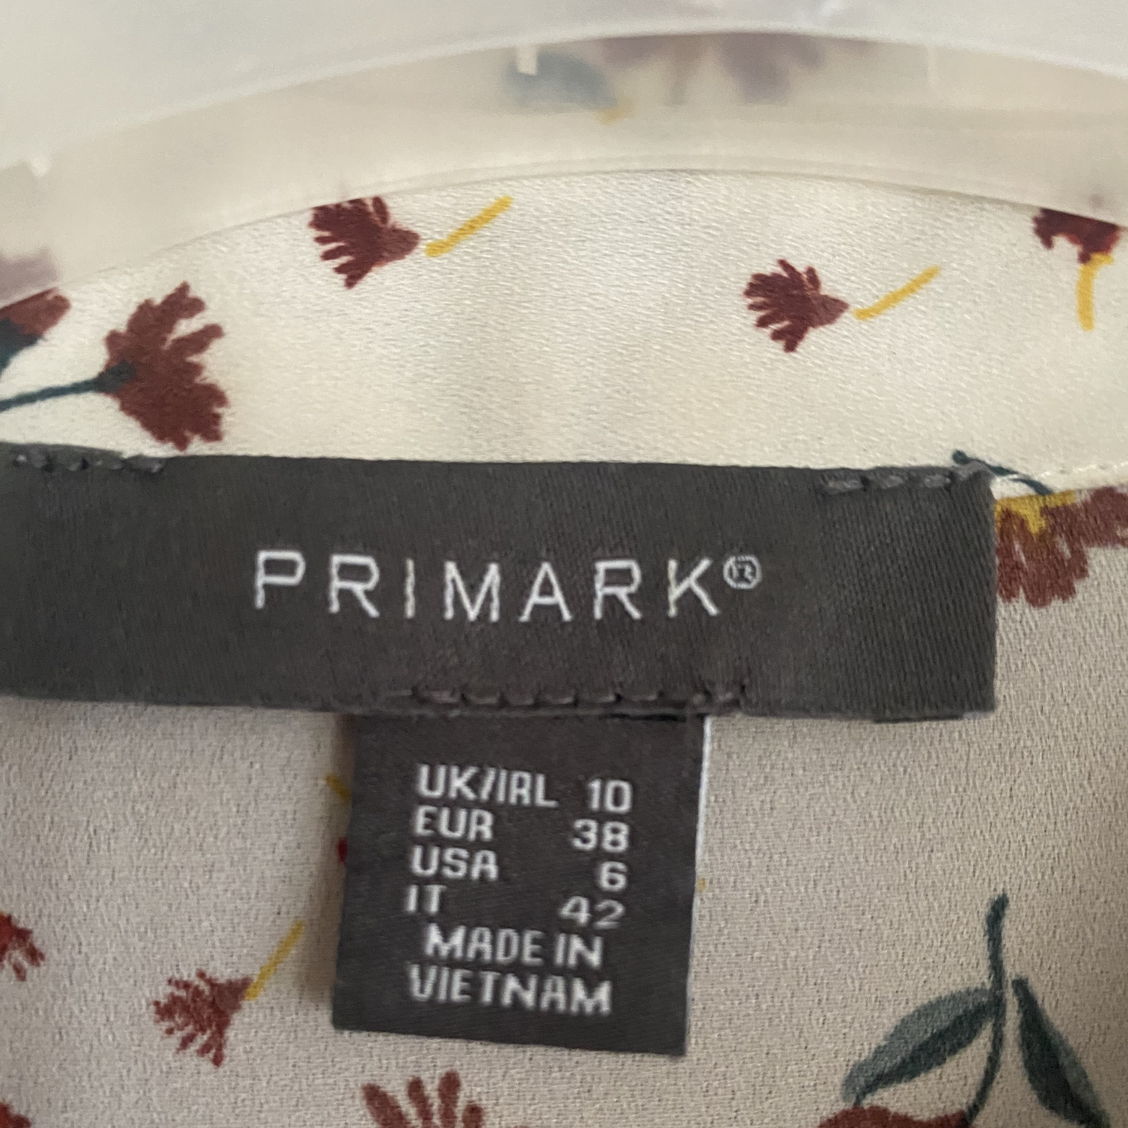 PRIMARK®
UK/IRL 10
EUR 38
USA 6
IT 42
MADE IN
VIETNAM